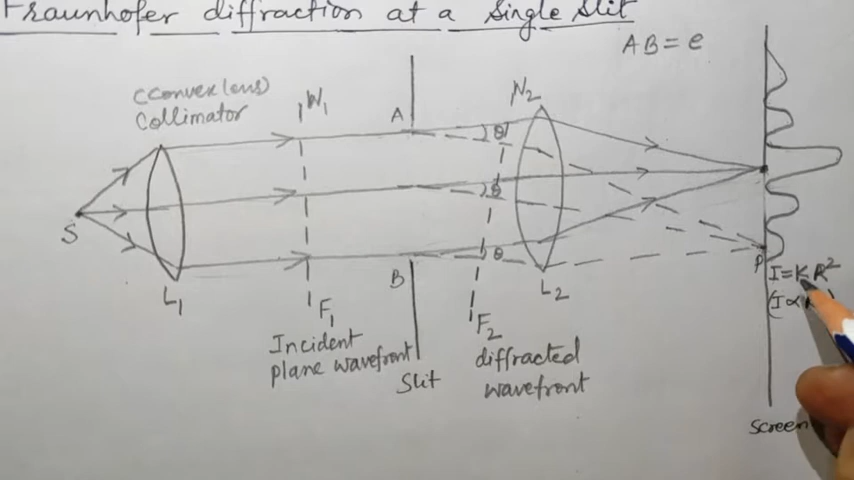 Fraunhofer diffraction at a Single Slit
AB = e
(Convex lens)
Collimator
W1
N2
A
θ
θ
θ
S
B
P
L1
L2
F1
F2
I = KR²
(I ∝
Incident
plane wavefront
Slit
diffracted
wavefront
Screen